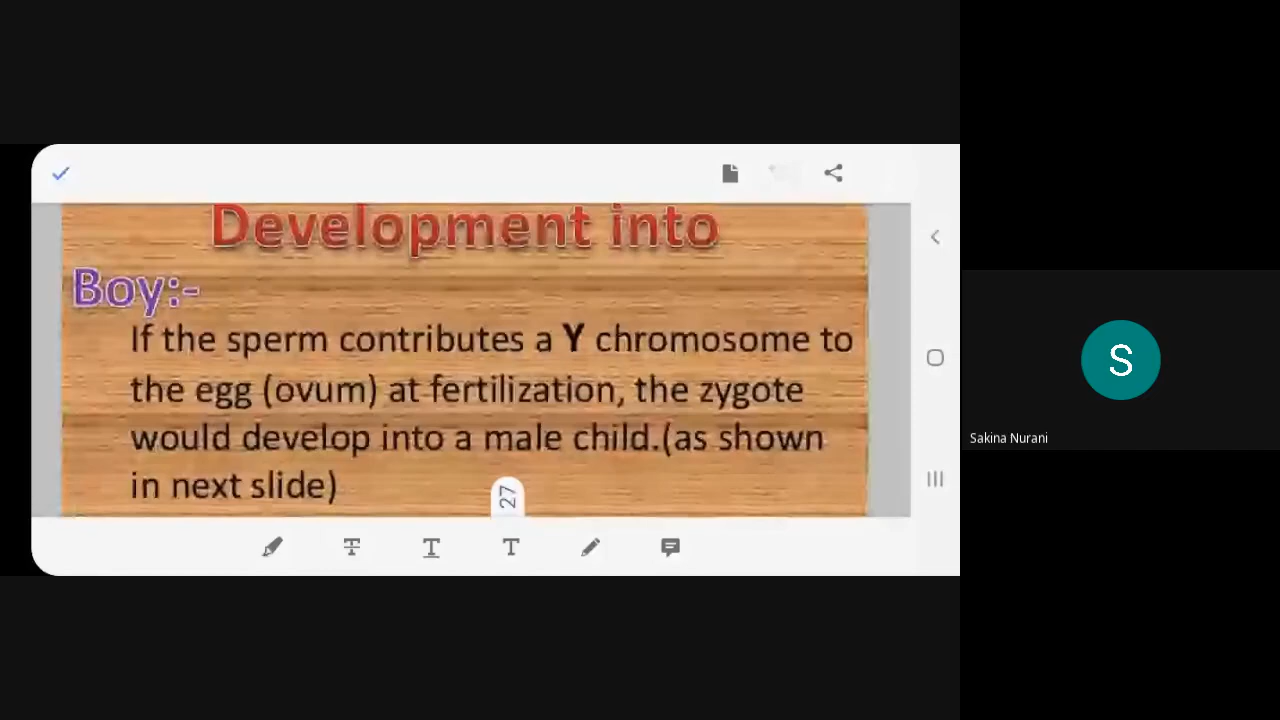 Development into
Boy:-
If the sperm contributes a Y chromosome to
the egg (ovum) at fertilization, the zygote
would develop into a male child.(as shown
in next slide)
27
T
T
T
S
Sakina Nurani